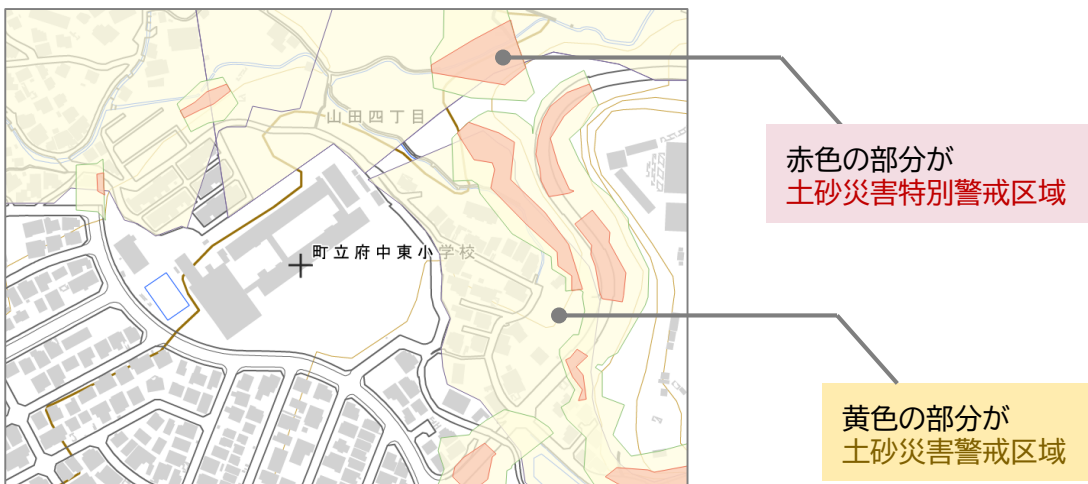 山田四丁目
町立府中東小学校
赤色の部分が
土砂災害特別警戒区域
黄色の部分が
土砂災害警戒区域